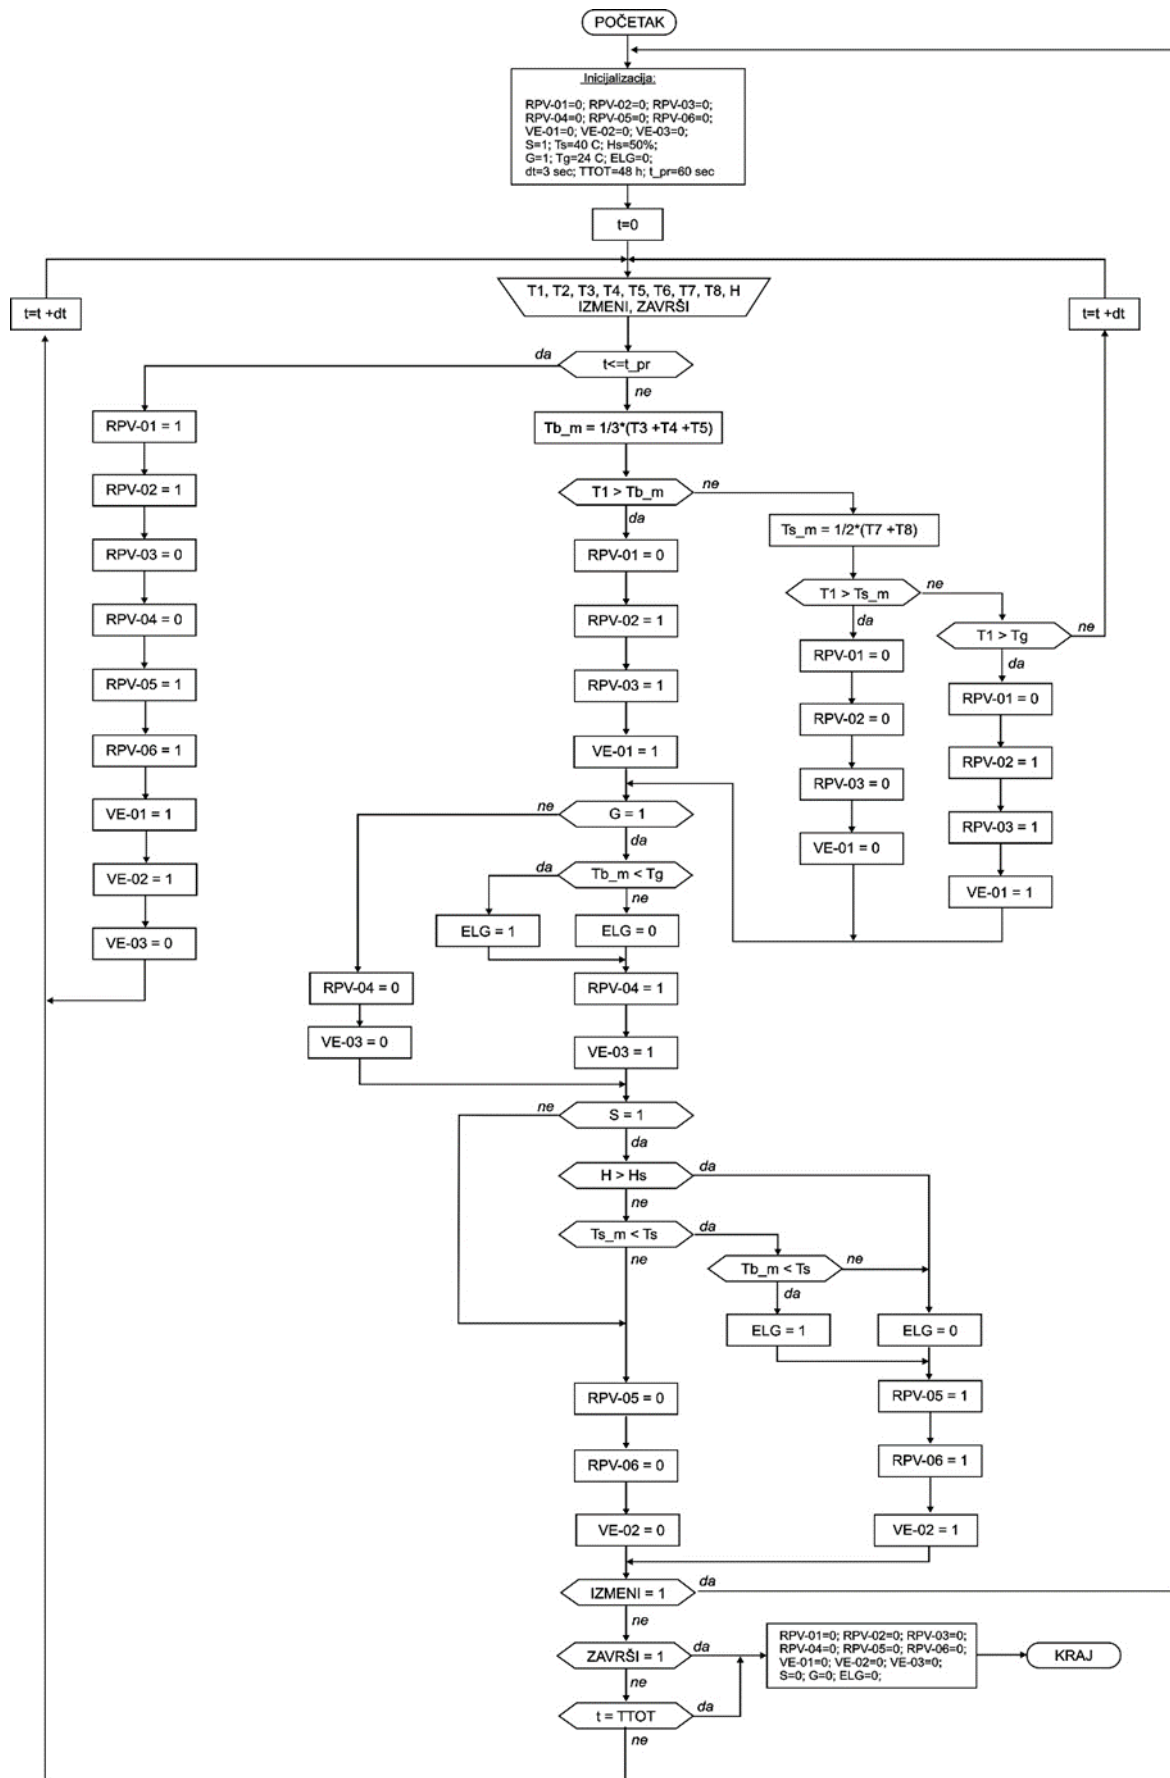 POČETAK
Inicijalizacija:
RPV-01=0; RPV-02=0; RPV-03=0;
RPV-04=0; RPV-05=0; RPV-06=0;
VE-01=0; VE-02=0; VE-03=0;
S=1; Ts=40 C; Hs=50%;
G=1; Tg=24 C; ELG=0;
dt=3 sec; TTOT=48 h; t_pr=60 sec
t=0
T1, T2, T3, T4, T5, T6, T7, T8, H
IZMENI, ZAVRŠI
t=t +dt
t=t +dt
da
t<=t_pr
ne
RPV-01 = 1
RPV-02 = 1
RPV-03 = 0
RPV-04 = 0
RPV-05 = 1
RPV-06 = 1
VE-01 = 1
VE-02 = 1
VE-03 = 0
Tb_m = 1/3*(T3 +T4 +T5)
T1 > Tb_m
ne
da
RPV-01 = 0
RPV-02 = 1
RPV-03 = 1
VE-01 = 1
Ts_m = 1/2*(T7 +T8)
T1 > Ts_m
ne
da
RPV-01 = 0
RPV-02 = 0
RPV-03 = 0
VE-01 = 0
T1 > Tg
ne
da
RPV-01 = 0
RPV-02 = 1
RPV-03 = 1
VE-01 = 1
ne
G = 1
da
da
Tb_m < Tg
ne
ELG = 1
ELG = 0
RPV-04 = 0
RPV-04 = 1
VE-03 = 0
VE-03 = 1
ne
S = 1
da
H > Hs
da
ne
Ts_m < Ts
da
ne
Tb_m < Ts
ne
da
ELG = 1
ELG = 0
RPV-05 = 0
RPV-05 = 1
RPV-06 = 0
RPV-06 = 1
VE-02 = 0
VE-02 = 1
IZMENI = 1
da
ne
ZAVRŠI = 1
da
ne
t = TTOT
da
ne
RPV-01=0; RPV-02=0; RPV-03=0;
RPV-04=0; RPV-05=0; RPV-06=0;
VE-01=0; VE-02=0; VE-03=0;
S=0; G=0; ELG=0;
KRAJ